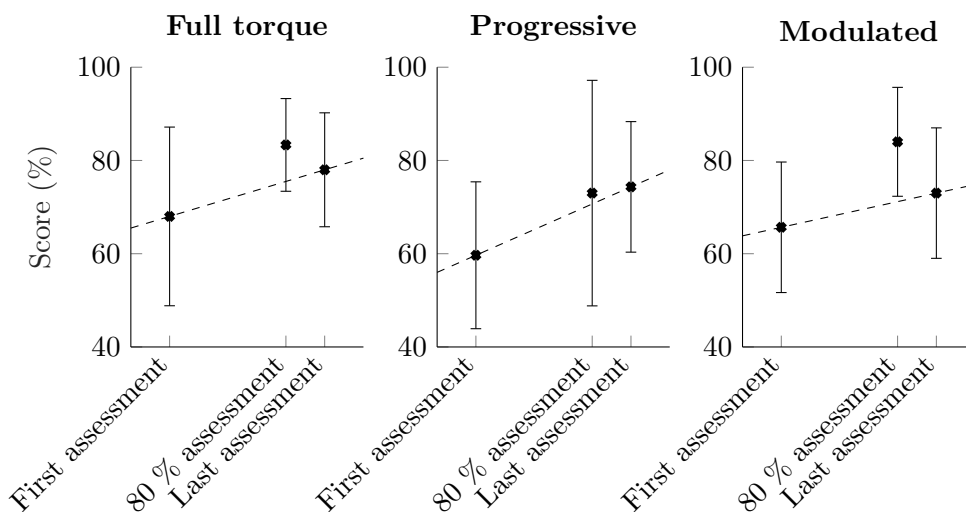 Full torque
Progressive
Modulated
Score (%)
100
80
60
40
First assessment
80 % assessment
Last assessment
100
80
60
40
First assessment
80 % assessment
Last assessment
100
80
60
40
First assessment
80 % assessment
Last assessment